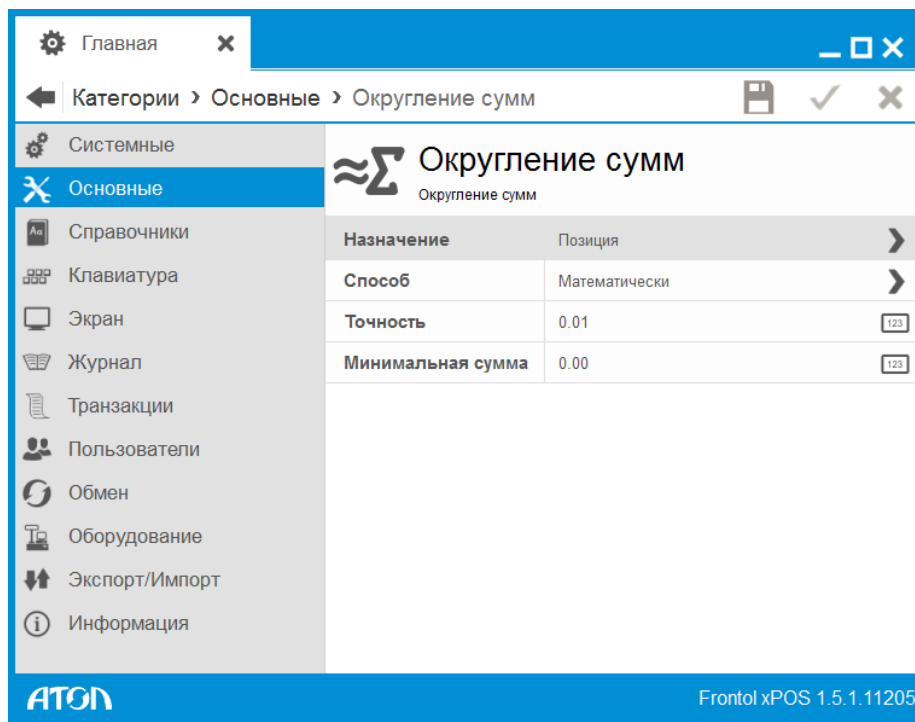 Главная
Категории › Основные › Округление сумм
Системные
Основные
Справочники
Клавиатура
Экран
Журнал
Транзакции
Пользователи
Обмен
Оборудование
Экспорт/Импорт
Информация
≈Σ Округление сумм
Округление сумм
Назначение Позиция
Способ Математически
Точность 0.01 123
Минимальная сумма 0.00 123
ATOL Frontol xPOS 1.5.1.11205